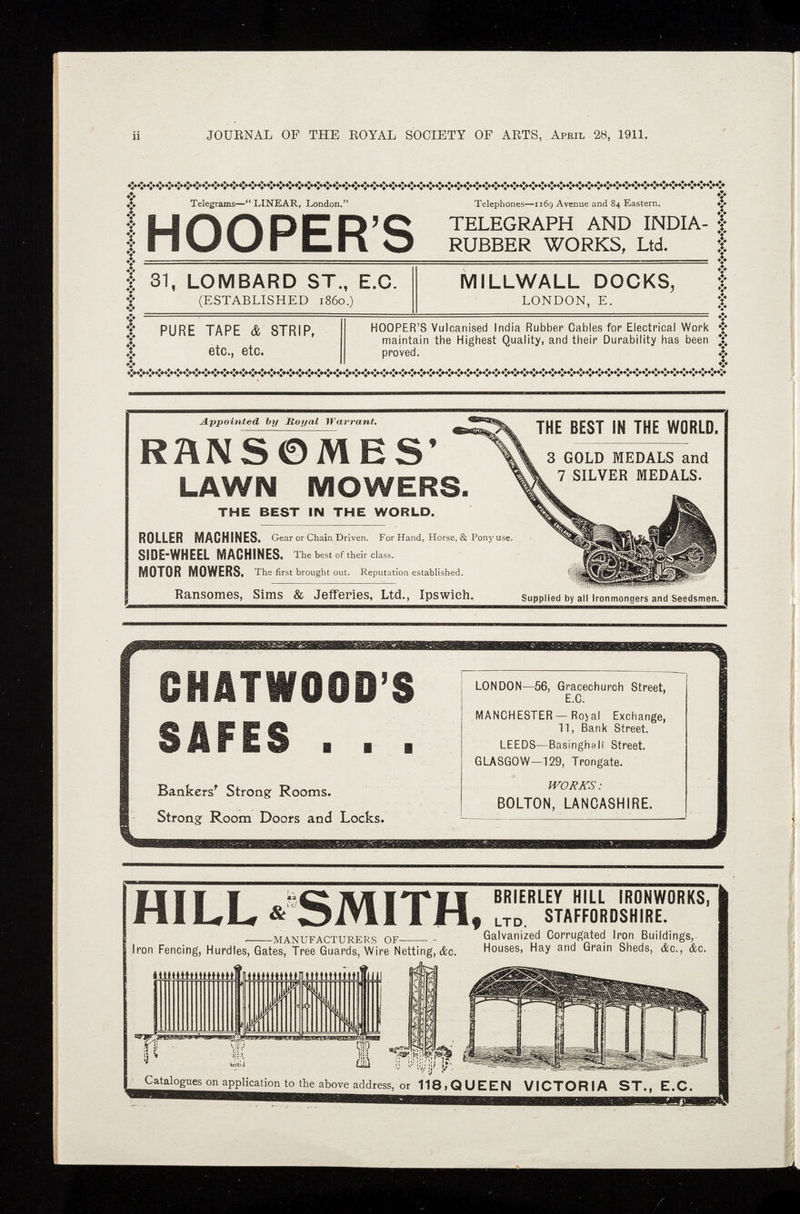 ii JOURNAL OF THE ROYAL SOCIETY OF ARTS, APRIL 28, 1911.
Telegrams—“ LINEAR, London.”
Telephones—1169 Avenue and 84 Eastern.
HOOPER'S
TELEGRAPH AND INDIA-
RUBBER WORKS, Ltd.
31, LOMBARD ST., E.C.
(ESTABLISHED 1860.)
MILLWALL DOCKS,
LONDON, E.
PURE TAPE & STRIP,
etc., etc.
HOOPER'S Vulcanised India Rubber Cables for Electrical Work
maintain the Highest Quality, and their Durability has been
proved.
Appointed by Royal Warrant.
RANSOMES'
LAWN MOWERS.
THE BEST IN THE WORLD.
ROLLER MACHINES. Gear or Chain Driven. For Hand, Horse, & Pony use.
SIDE-WHEEL MACHINES. The best of their class.
MOTOR MOWERS. The first brought out. Reputation established.
Ransomes, Sims & Jefferies, Ltd., Ipswich.
THE BEST IN THE WORLD.
3 GOLD MEDALS and
7 SILVER MEDALS.
Supplied by all Ironmongers and Seedsmen.
CHATWOOD'S
SAFES . . .
Bankers' Strong Rooms.
Strong Room Doors and Locks.
LONDON—56, Gracechurch Street,
E.C.
MANCHESTER—Royal Exchange,
11, Bank Street.
LEEDS—Basinghall Street.
GLASGOW—129, Trongate.
WORKS:
BOLTON, LANCASHIRE.
HILL & SMITH, LTD.
BRIERLEY HILL IRONWORKS,
STAFFORDSHIRE.
MANUFACTURERS OF
Iron Fencing, Hurdles, Gates, Tree Guards, Wire Netting, &c.
Galvanized Corrugated Iron Buildings,
Houses, Hay and Grain Sheds, &c., &c.
Catalogues on application to the above address, or 118, QUEEN VICTORIA ST., E.C.